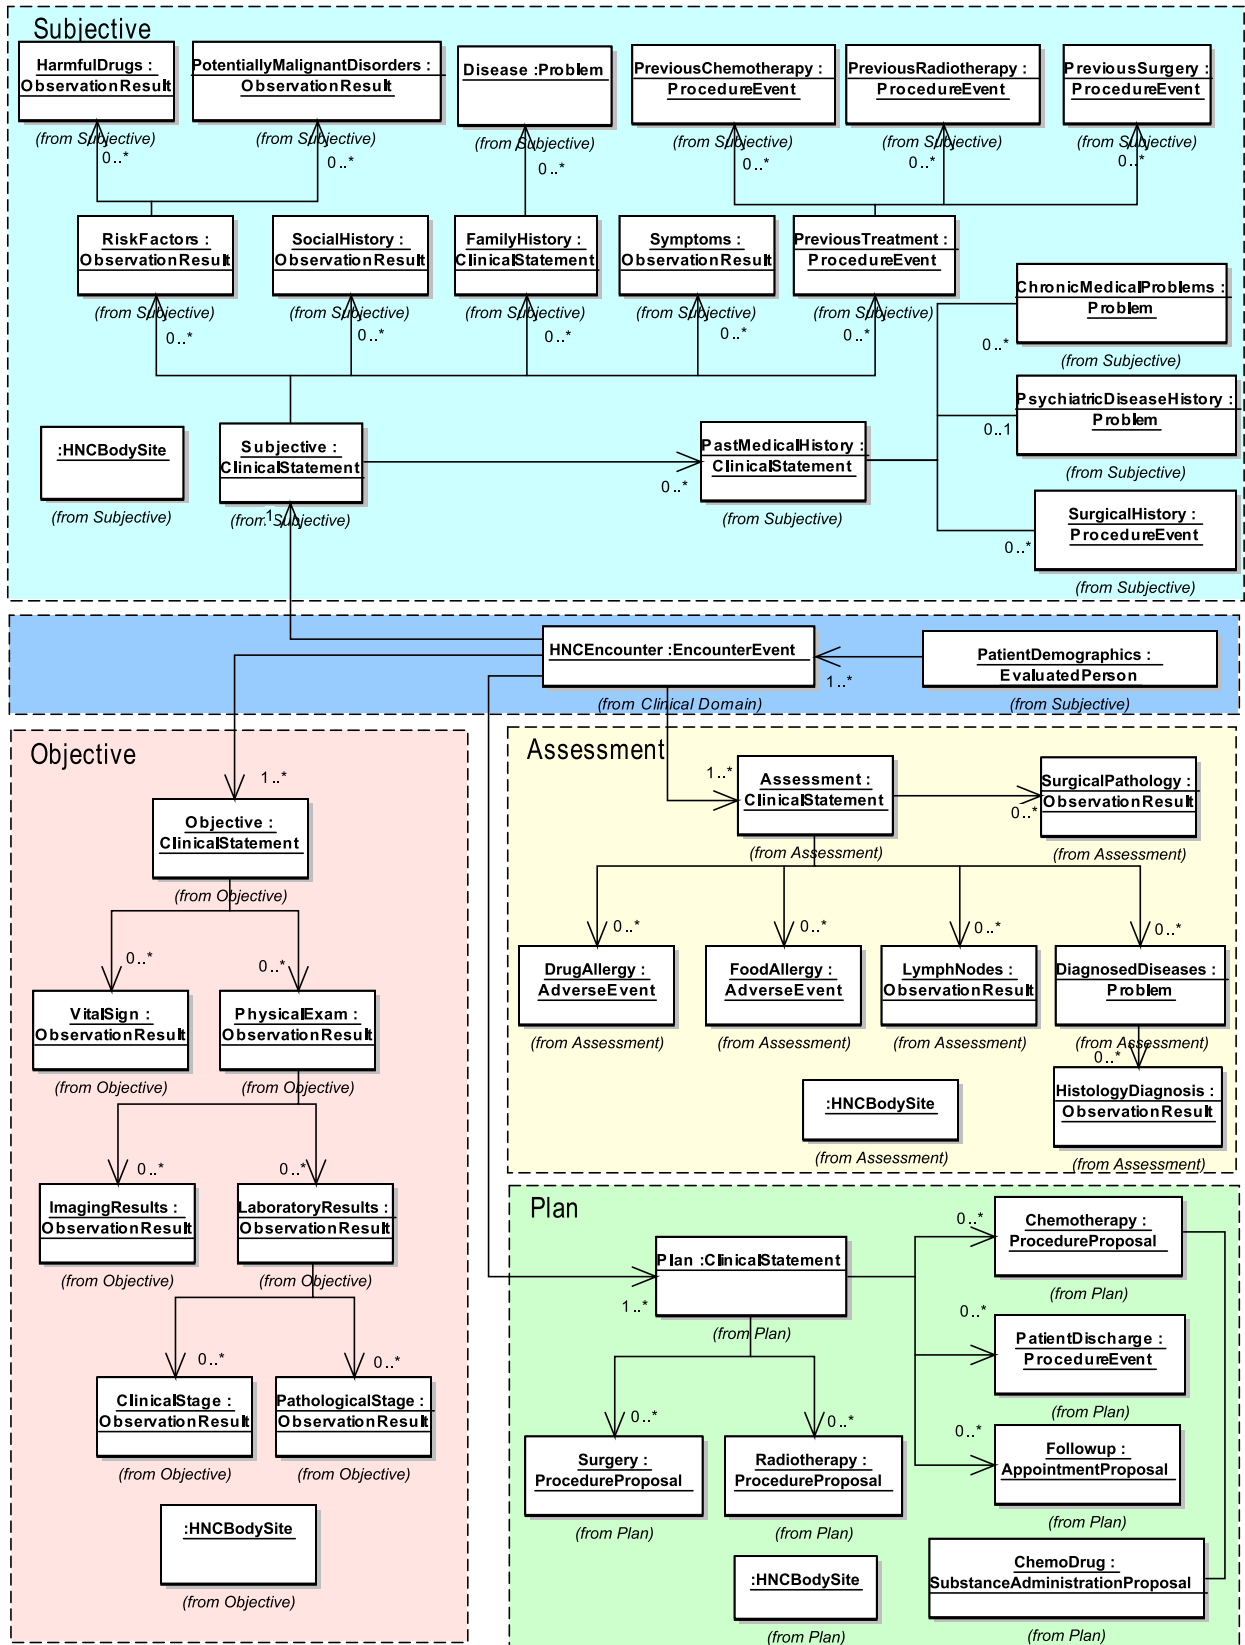 Subjective
HarmfulDrugs :
ObservationResult
(from Subjective)
0..*
PotentiallyMalignantDisorders :
ObservationResult
(from Subjective)
0..*
Disease :Problem
(from Subjective)
0..*
PreviousChemotherapy :
ProcedureEvent
(from Subjective)
0..*
PreviousRadiotherapy :
ProcedureEvent
(from Subjective)
0..*
PreviousSurgery :
ProcedureEvent
(from Subjective)
0..*
RiskFactors :
ObservationResult
(from Subjective)
0..*
SocialHistory :
ObservationResult
(from Subjective)
0..*
FamilyHistory :
ClinicalStatement
(from Subjective)
0..*
Symptoms :
ObservationResult
(from Subjective)
0..*
PreviousTreatment :
ProcedureEvent
(from Subjective)
0..*
ChronicMedicalProblems :
Problem
0..*
(from Subjective)
PsychiatricDiseaseHistory :
Problem
0..1
(from Subjective)
:HNCBodySite
(from Subjective)
Subjective :
ClinicalStatement
(from Subjective)
1
PastMedicalHistory :
ClinicalStatement
0..*
(from Subjective)
SurgicalHistory :
ProcedureEvent
0..*
(from Subjective)
HNCEncounter :EncounterEvent
(from Clinical Domain)
1..*
PatientDemographics :
EvaluatedPerson
(from Subjective)
Objective
1..*
Objective :
ClinicalStatement
(from Objective)
0..*
0..*
VitalSign :
ObservationResult
(from Objective)
PhysicalExam :
ObservationResult
(from Objective)
0..*
0..*
ImagingResults :
ObservationResult
(from Objective)
LaboratoryResults :
ObservationResult
(from Objective)
0..*
0..*
ClinicalStage :
ObservationResult
(from Objective)
PathologicalStage :
ObservationResult
(from Objective)
:HNCBodySite
(from Objective)
Assessment
1..*
Assessment :
ClinicalStatement
(from Assessment)
SurgicalPathology :
ObservationResult
0..*
(from Assessment)
0..*
0..*
0..*
0..*
DrugAllergy :
AdverseEvent
(from Assessment)
FoodAllergy :
AdverseEvent
(from Assessment)
LymphNodes :
ObservationResult
(from Assessment)
DiagnosedDiseases :
Problem
(from Assessment)
0..*
:HNCBodySite
(from Assessment)
HistologyDiagnosis :
ObservationResult
(from Assessment)
Plan
Plan :ClinicalStatement
1..*
(from Plan)
0..*
Chemotherapy :
ProcedureProposal
(from Plan)
0..*
PatientDischarge :
ProcedureEvent
(from Plan)
0..*
Followup :
AppointmentProposal
(from Plan)
0..*
0..*
Surgery :
ProcedureProposal
(from Plan)
Radiotherapy :
ProcedureProposal
(from Plan)
:HNCBodySite
(from Plan)
ChemoDrug :
SubstanceAdministrationProposal
(from Plan)